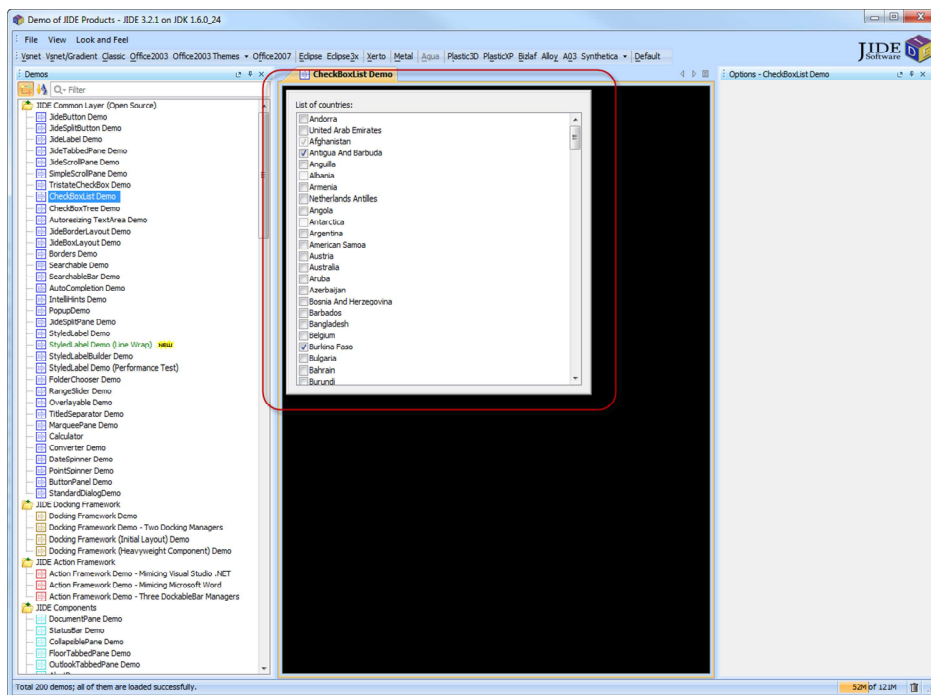 Demo of JIDE Products - JIDE 3.2.1 on JDK 1.6.0_24
File View Look and Feel
Vsnet Vsnet/Gradient Classic Office2003 Office2003 Themes Office2007 Eclipse Eclipse3x Xerto Metal Aqua Plastic3D PlasticXP Bizlaf Alloy A03 Synthetica Default
JIDE Software
Demos
CheckBoxList Demo
Options - CheckBoxList Demo
Filter
JIDE Common Layer (Open Source)
JideButton Demo
JideSplitButton Demo
JideLabel Demo
JideTabbedPane Demo
JideScrollPane Demo
SimpleScrollPane Demo
TristateCheckBox Demo
CheckBoxList Demo
CheckBoxTree Demo
Autoresizing TextArea Demo
JideBorderLayout Demo
JideBoxLayout Demo
Borders Demo
Searchable Demo
SearchableBar Demo
AutoCompletion Demo
IntelliHints Demo
PopupDemo
JideSplitPane Demo
StyledLabel Demo
StyledLabel Demo (Line Wrap) NEW
StyledLabelBuilder Demo
StyledLabel Demo (Performance Test)
FolderChooser Demo
RangeSlider Demo
Overlayable Demo
TitledSeparator Demo
MarqueePane Demo
Calculator
Converter Demo
DateSpinner Demo
PointSpinner Demo
ButtonPanel Demo
StandardDialogDemo
JIDE Docking Framework
Docking Framework Demo
Docking Framework Demo - Two Docking Managers
Docking Framework (Initial Layout) Demo
Docking Framework (Heavyweight Component) Demo
JIDE Action Framework
Action Framework Demo - Mimicing Visual Studio .NET
Action Framework Demo - Mimicing Microsoft Word
Action Framework Demo - Three DockableBar Managers
JIDE Components
DocumentPane Demo
StatusBar Demo
CollapsiblePane Demo
FloorTabbedPane Demo
OutlookTabbedPane Demo
List of countries:
Andorra
United Arab Emirates
Afghanistan
Antigua And Barbuda
Anguilla
Albania
Armenia
Netherlands Antilles
Angola
Antarctica
Argentina
American Samoa
Austria
Australia
Aruba
Azerbaijan
Bosnia And Herzegovina
Barbados
Bangladesh
Belgium
Burkina Faso
Bulgaria
Bahrain
Burundi
Total 200 demos; all of them are loaded successfully.
52M of 121M